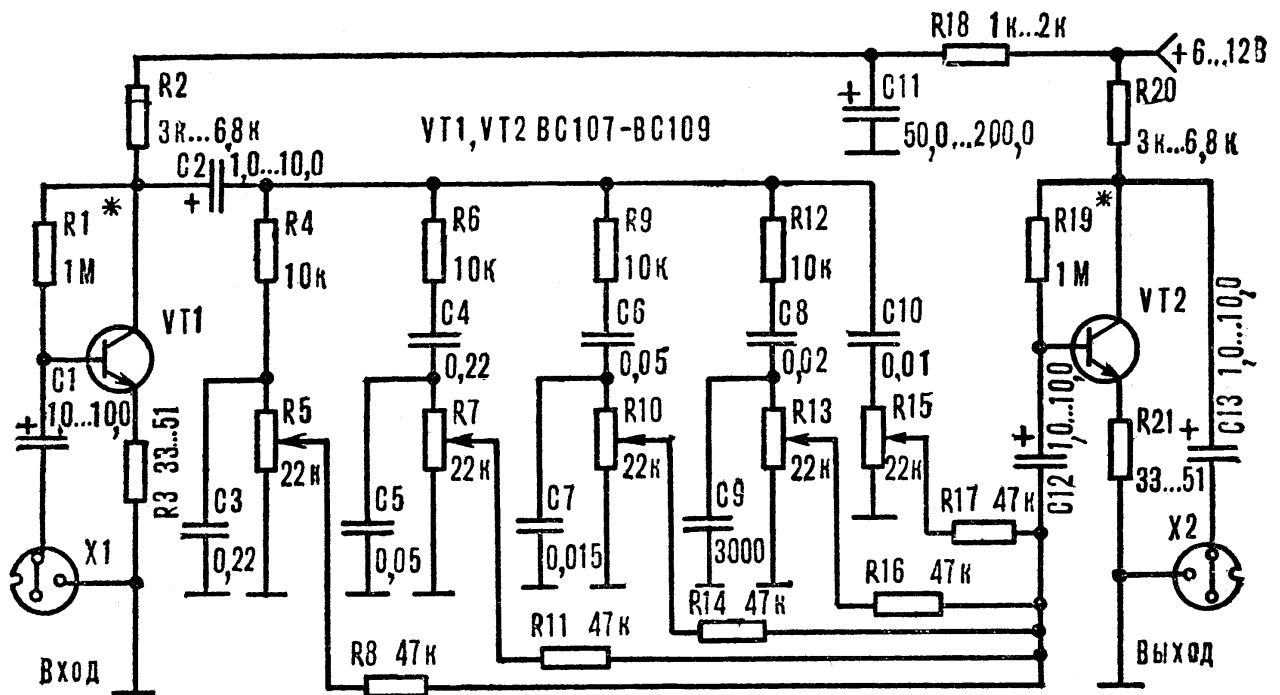 R18 1к...2к
+6...12В
R2
3к...6,8к
C11
50,0...200,0
R20
3к...6,8к
VT1, VT2 BC107-BC109
C2 1,0...10,0
+
+
*
*
R1
1М
R4
10к
R6
10к
R9
10к
R12
10к
R19
1М
VT1
VT2
C1
1,0...10,0
+
C4
0,22
C6
0,05
C8
0,02
C10
0,01
C12 1,0...10,0
+
C13 1,0...10,0
+
R3 33...51
R5
22к
R7
22к
R10
22к
R13
22к
R15
22к
R21
33...51
C3
0,22
C5
0,05
C7
0,015
C9
3000
R17 47к
X1
X2
R16 47к
R14 47к
R11 47к
R8 47к
Вход
Выход